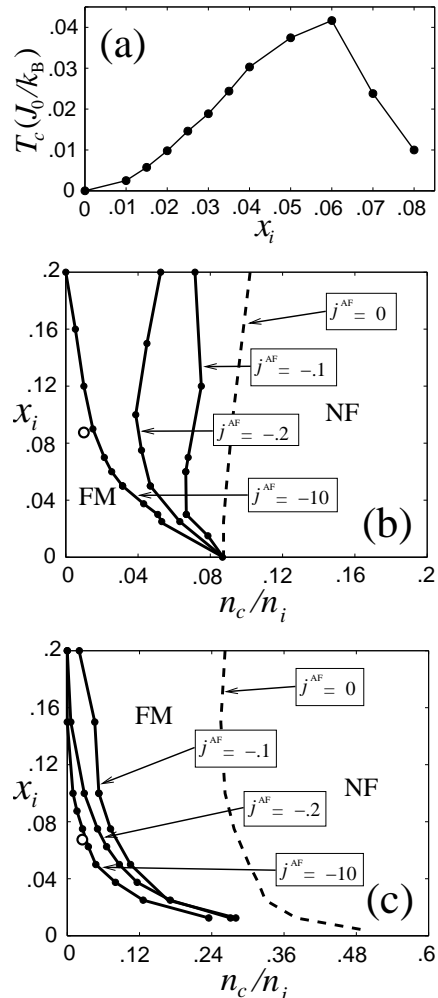 (a)
T_c (J_0/k_B)
.04
.03
.02
.01
0
0 .01 .02 .03 .04 .05 .06 .07 .08
x_i
(b)
x_i
.2
.16
.12
.08
.04
0
j^AF = 0
j^AF = -.1
j^AF = -.2
j^AF = -10
NF
FM
0 .04 .08 .12 .16 .2
n_c/n_i
(c)
x_i
.2
.16
.12
.08
.04
0
j^AF = 0
FM
j^AF = -.1
NF
j^AF = -.2
j^AF = -10
0 .12 .24 .36 .48 .6
n_c/n_i